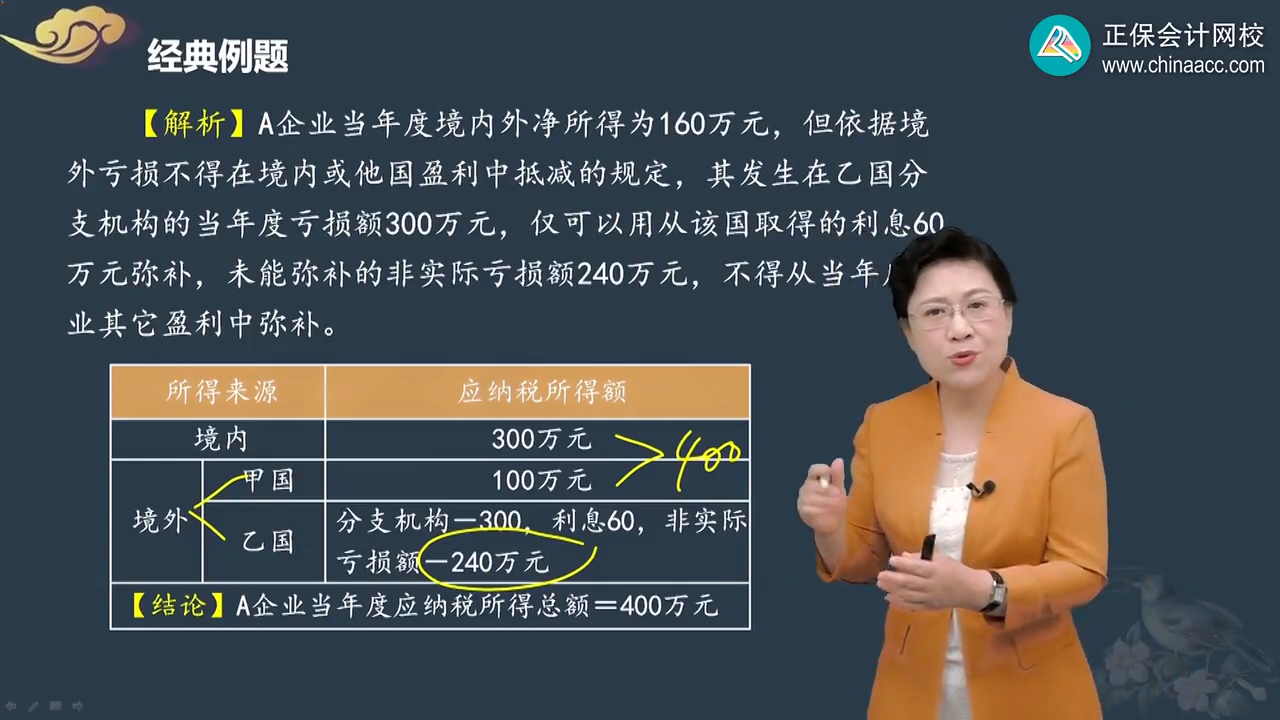 经典例题
正保会计网校
www.chinaacc.com
【解析】A企业当年度境内外净所得为160万元，但依据境
外亏损不得在境内或他国盈利中抵减的规定，其发生在乙国分
支机构的当年度亏损额300万元，仅可以用从该国取得的利息60
万元弥补，未能弥补的非实际亏损额240万元，不得从当年度
业其它盈利中弥补。
所得来源 应纳税所得额
境内 300万元
400
境外 甲国 100万元
乙国 分支机构－300，利息60，非实际
亏损额－240万元
【结论】A企业当年度应纳税所得总额＝400万元